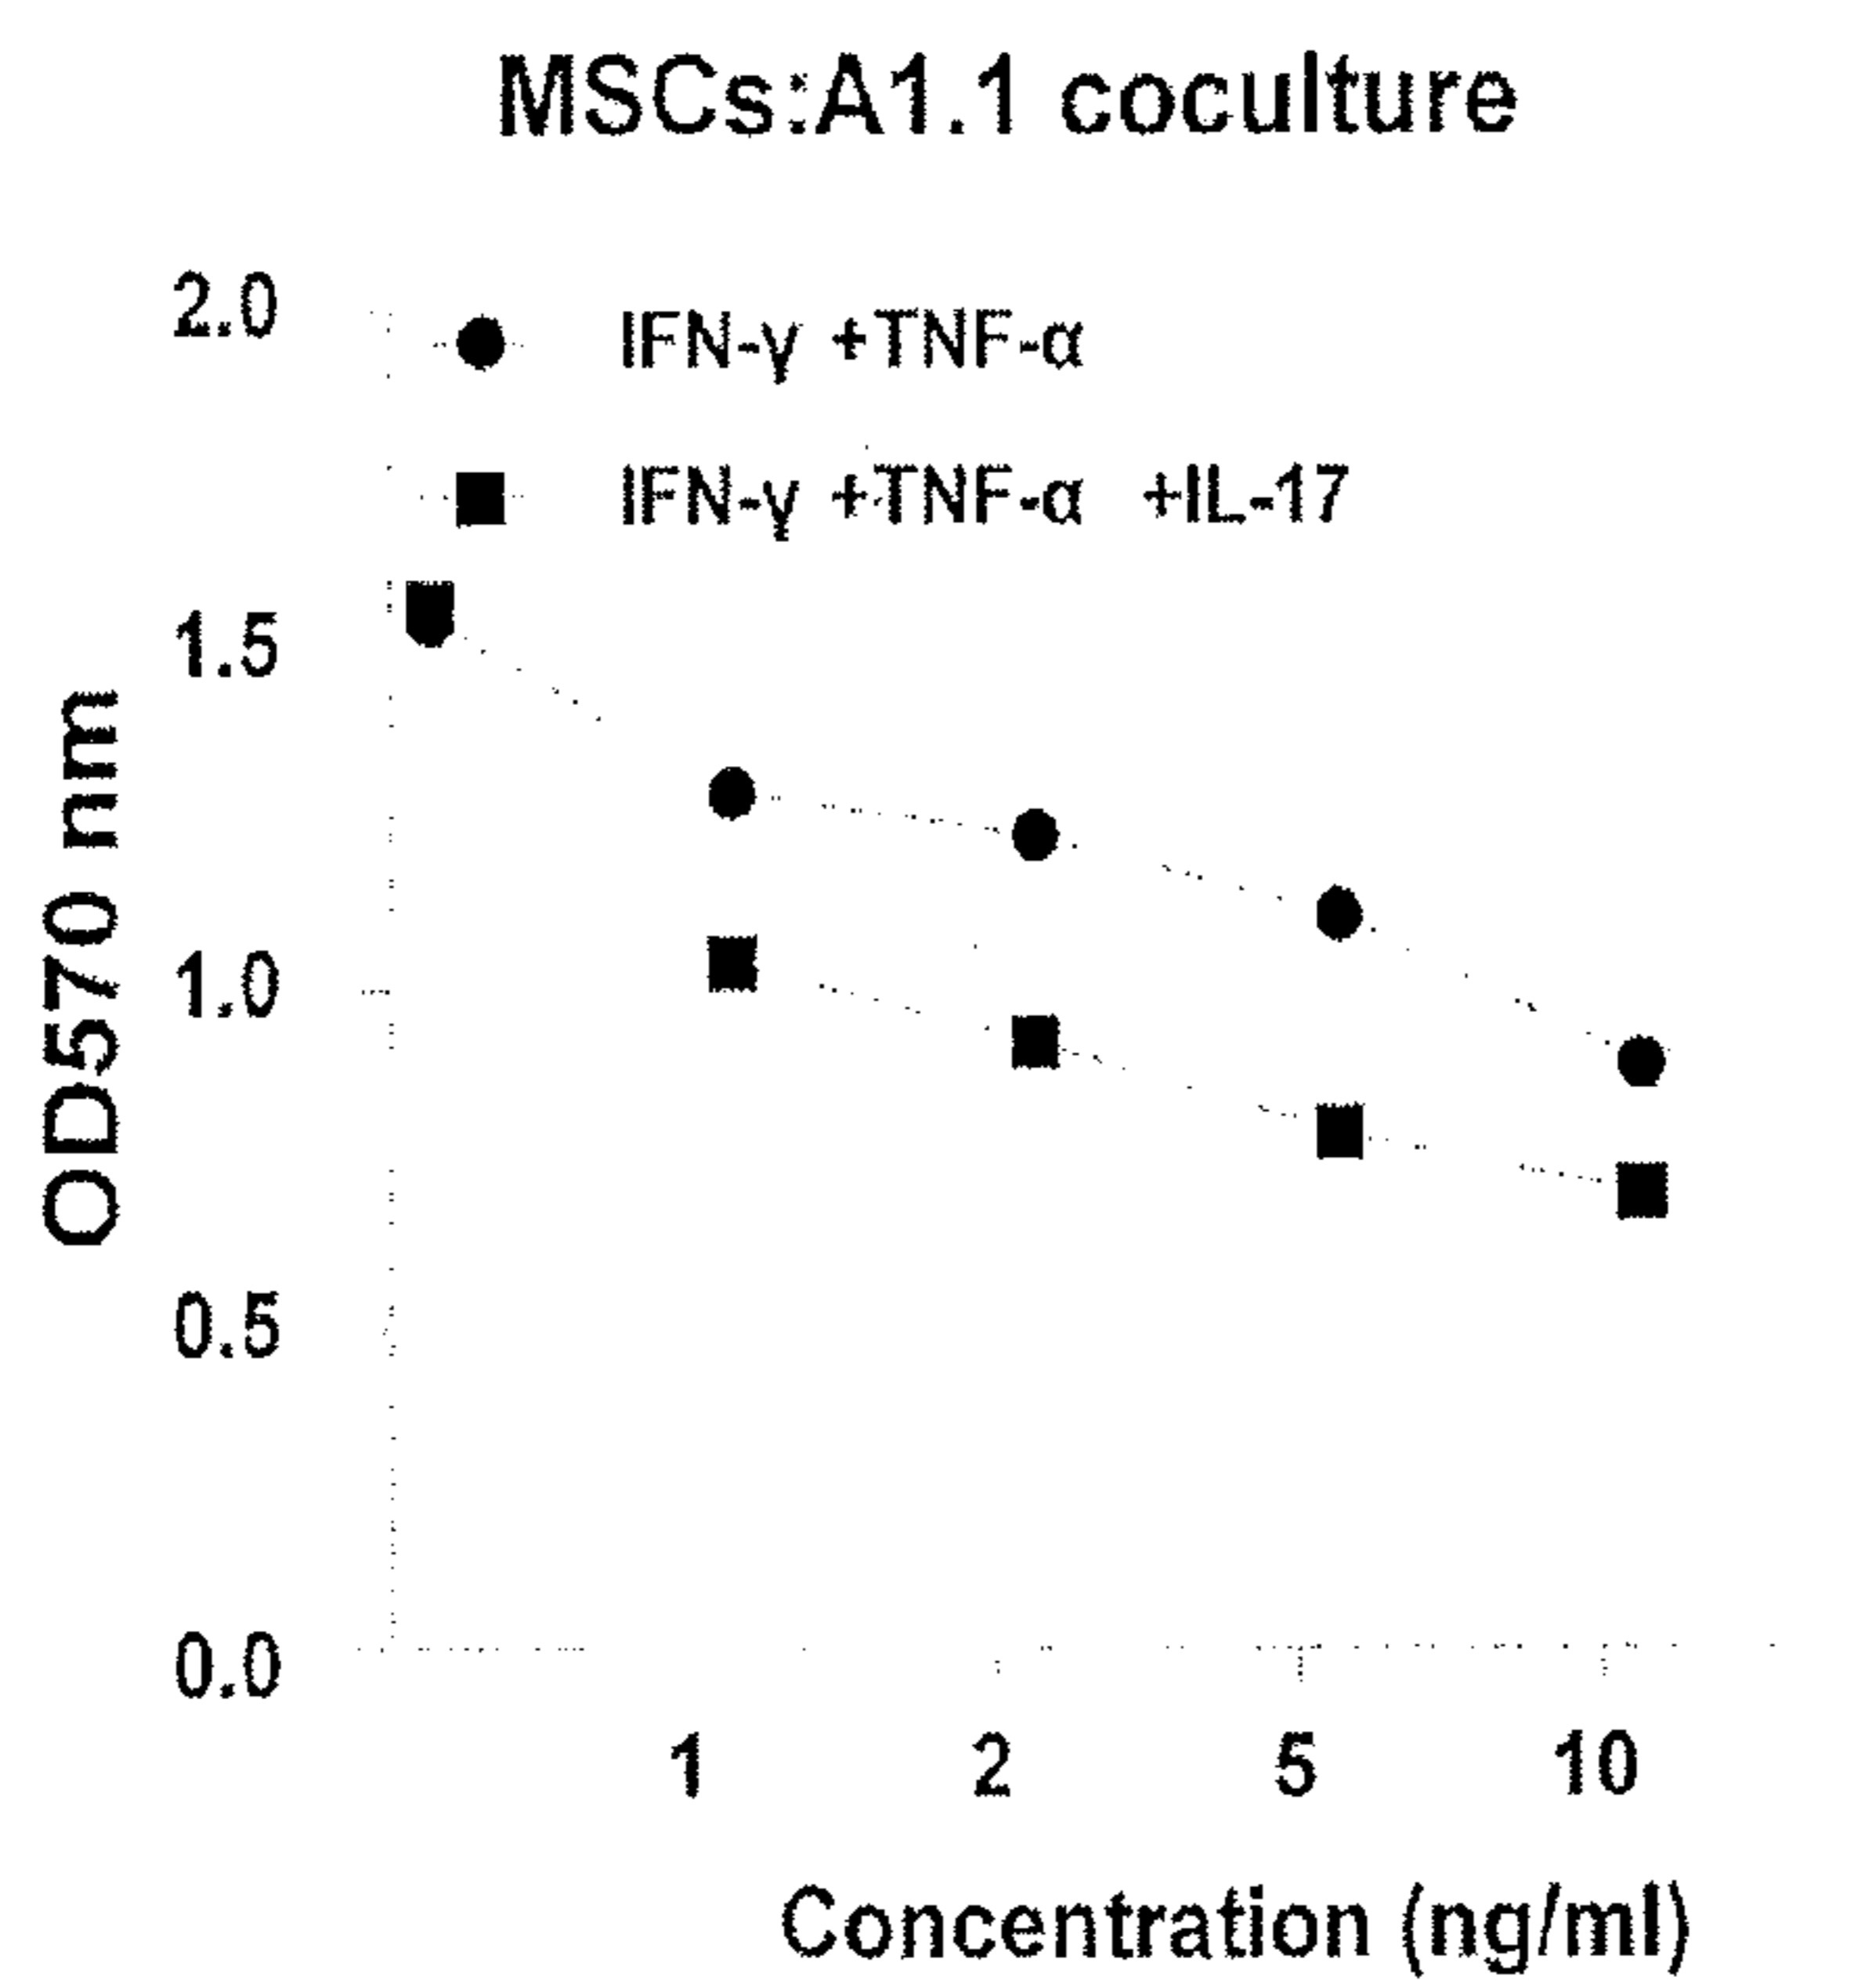 MSCs:A1.1 coculture
2.0
IFN-γ +TNF-α
IFN-γ +TNF-α +IL-17
1.5
OD570 nm
1.0
0.5
0.0
1 2 5 10
Concentration (ng/ml)